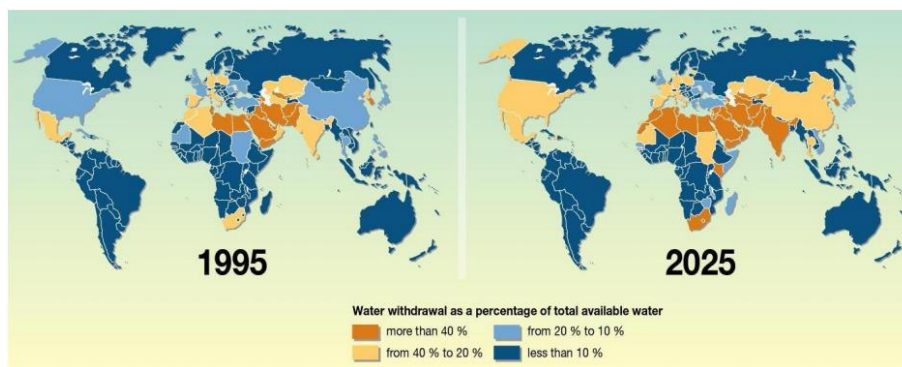 1995
2025
Water withdrawal as a percentage of total available water
more than 40 %
from 20 % to 10 %
from 40 % to 20 %
less than 10 %